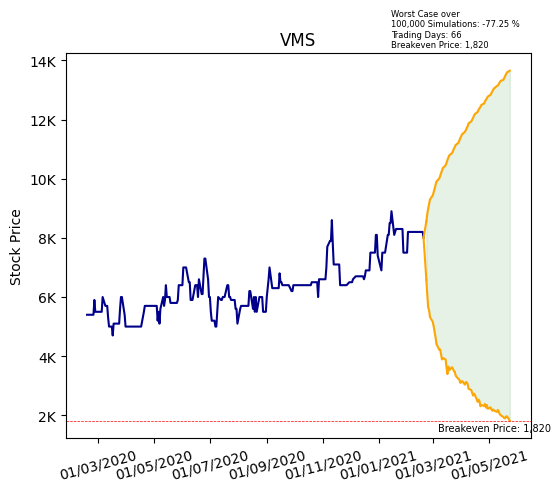 Worst Case over
100,000 Simulations: -77.25 %
Trading Days: 66
Breakeven Price: 1,820
VMS
Stock Price
14K
12K
10K
8K
6K
4K
2K
Breakeven Price: 1,820
01/03/2020
01/05/2020
01/07/2020
01/09/2020
01/11/2020
01/01/2021
01/03/2021
01/05/2021